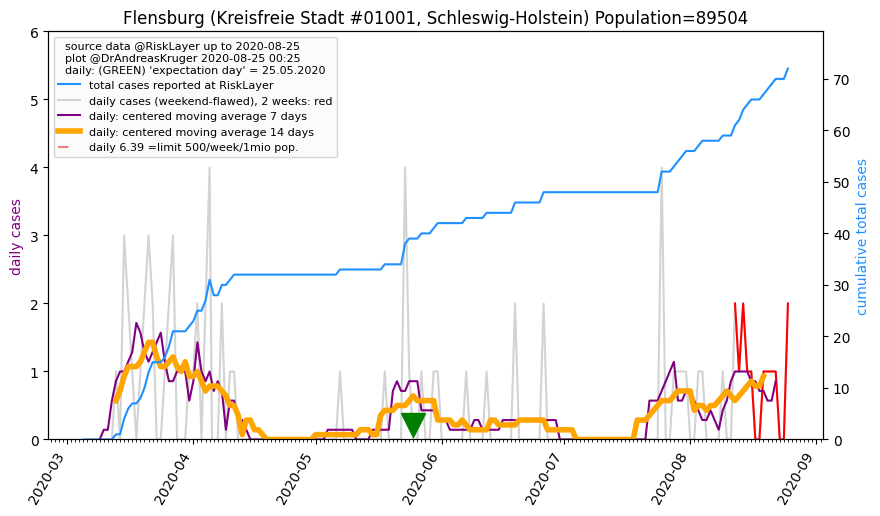 Flensburg (Kreisfreie Stadt #01001, Schleswig-Holstein) Population=89504
source data @RiskLayer up to 2020-08-25
plot @DrAndreasKruger 2020-08-25 00:25
daily: (GREEN) 'expectation day' = 25.05.2020
total cases reported at RiskLayer
daily cases (weekend-flawed), 2 weeks: red
daily: centered moving average 7 days
daily: centered moving average 14 days
daily 6.39 =limit 500/week/1mio pop.
daily cases
6
5
4
3
2
1
0
cumulative total cases
70
60
50
40
30
20
10
0
2020-03
2020-04
2020-05
2020-06
2020-07
2020-08
2020-09